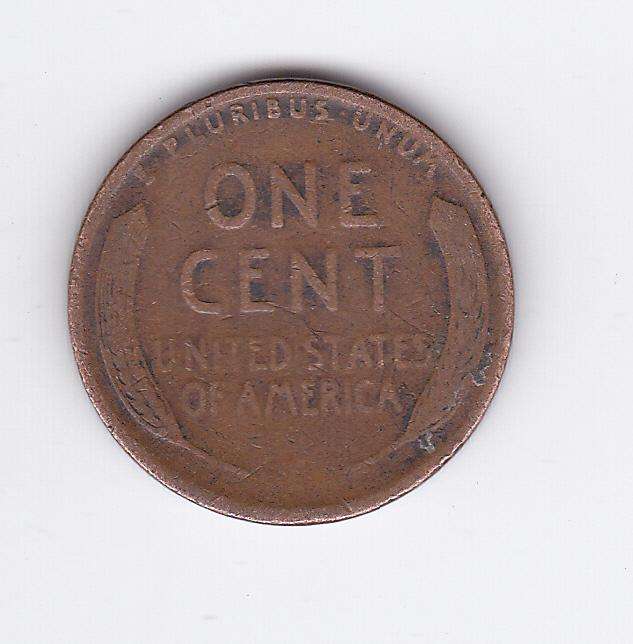 E·PLURIBUS·UNUM
ONE
CENT
UNITED STATES
OF AMERICA